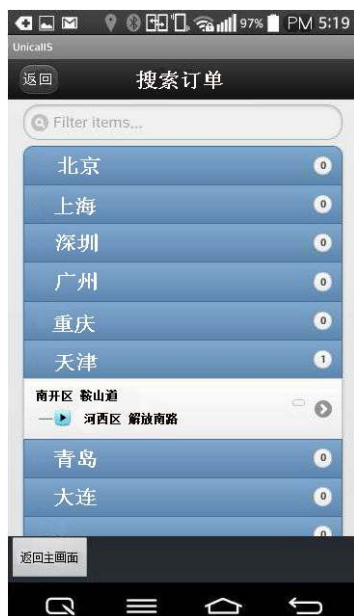 97% PM 5:19
UnicallS
返回 搜索订单
Filter items...
北京 0
上海 0
深圳 0
广州 0
重庆 0
天津 1
南开区 鞍山道
河西区 解放南路
青岛 0
大连 0
0
返回主画面